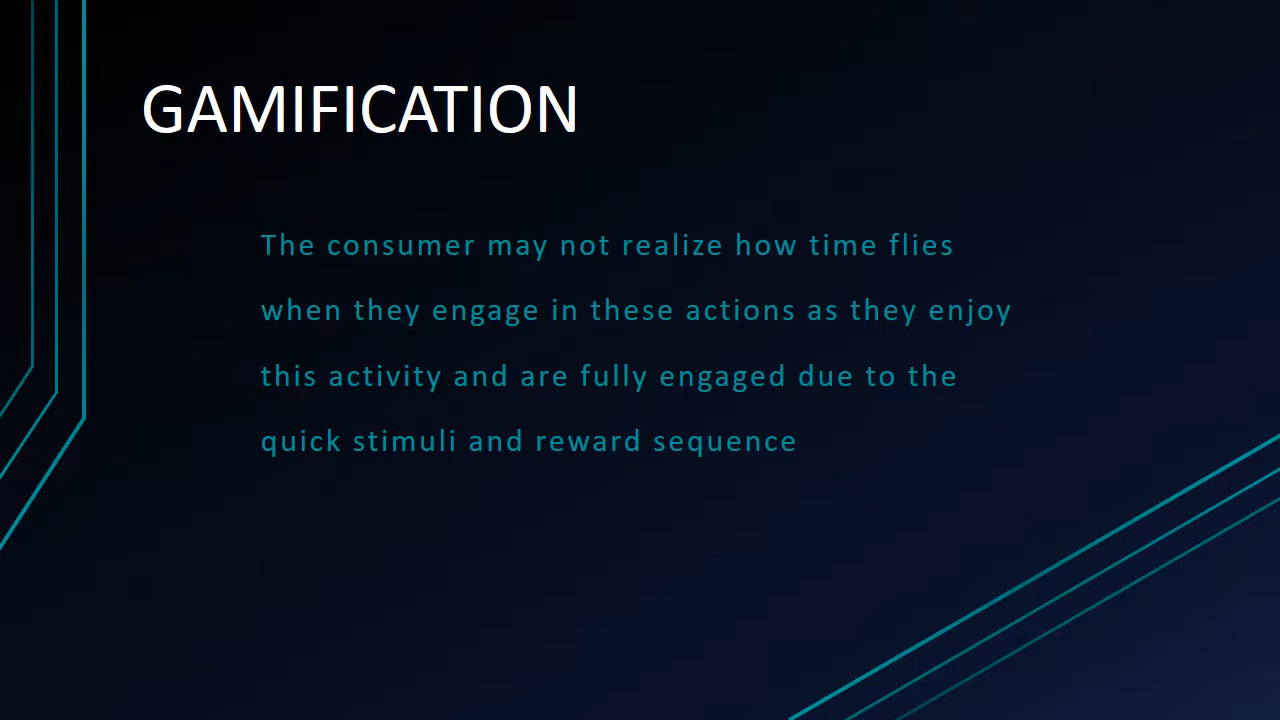 GAMIFICATION
The consumer may not realize how time flies
when they engage in these actions as they enjoy
this activity and are fully engaged due to the
quick stimuli and reward sequence